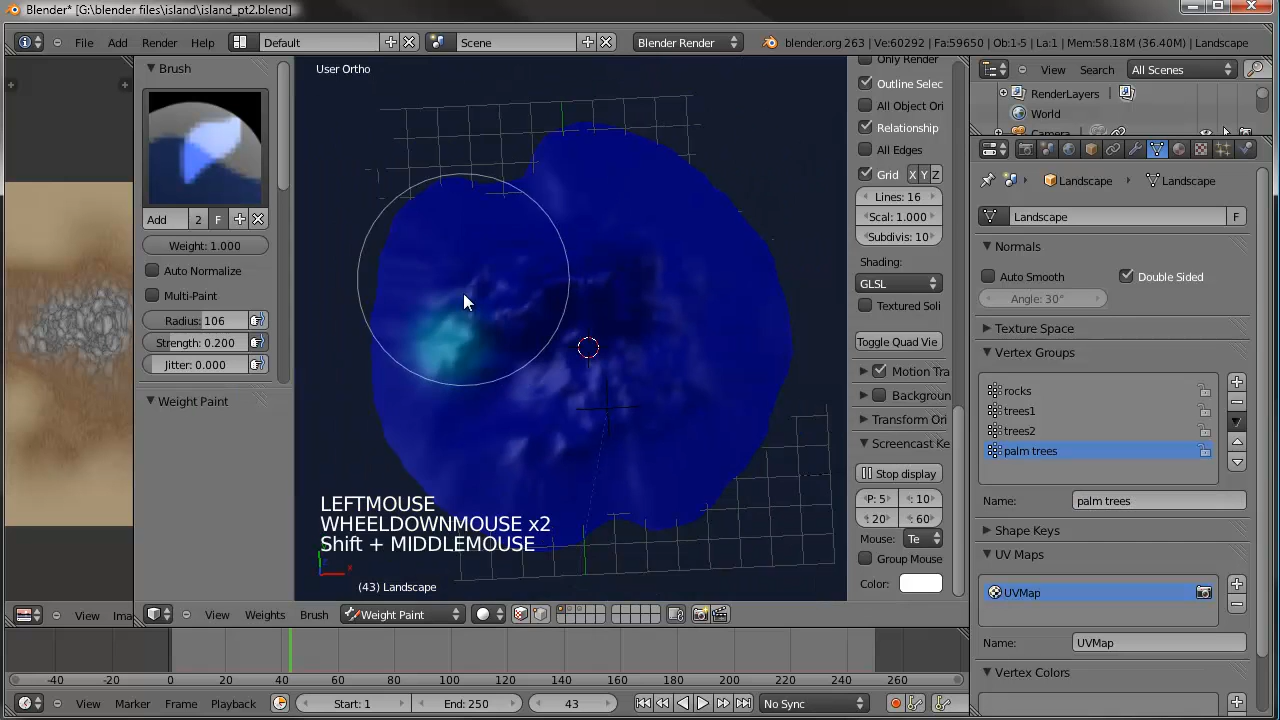 Blender* [G:\blender files\island\island_pt2.blend]
File Add Render Help Default Scene Blender Render blender.org 263 | Ve:60292 | Fa:59650 | Ob:1-5 | La:1 | Mem:58.18M (36.40M) | Landscape
Brush
Add 2 F
Weight: 1.000
Auto Normalize
Multi-Paint
Radius: 106
Strength: 0.200
Jitter: 0.000
Weight Paint
User Ortho
LEFTMOUSE
WHEELDOWNMOUSE x2
Shift + MIDDLEMOUSE
x
(43) Landscape
Only Render
Outline Selec
All Object Ori
Relationship
All Edges
Grid X Y Z
Lines: 16
Scal: 1.000
Subdivis: 10
Shading:
GLSL
Textured Soli
Toggle Quad Vie
Motion Tra
Backgroun
Transform Ori
Screencast Ke
Stop display
P: 5 : 10
: 20 : 60
Mouse: Te
Group Mouse
Color:
View Search All Scenes
RenderLayers
World
Camera
Landscape Landscape
Landscape F
Normals
Auto Smooth Double Sided
Angle: 30°
Texture Space
Vertex Groups
rocks
trees1
trees2
palm trees
Name: palm trees
Shape Keys
UV Maps
UVMap
Name: UVMap
Vertex Colors
View Ima
View Weights Brush Weight Paint
-40 -20 0 20 40 60 80 100 120 140 160 180 200 220 240 260
View Marker Frame Playback Start: 1 End: 250 43 No Sync